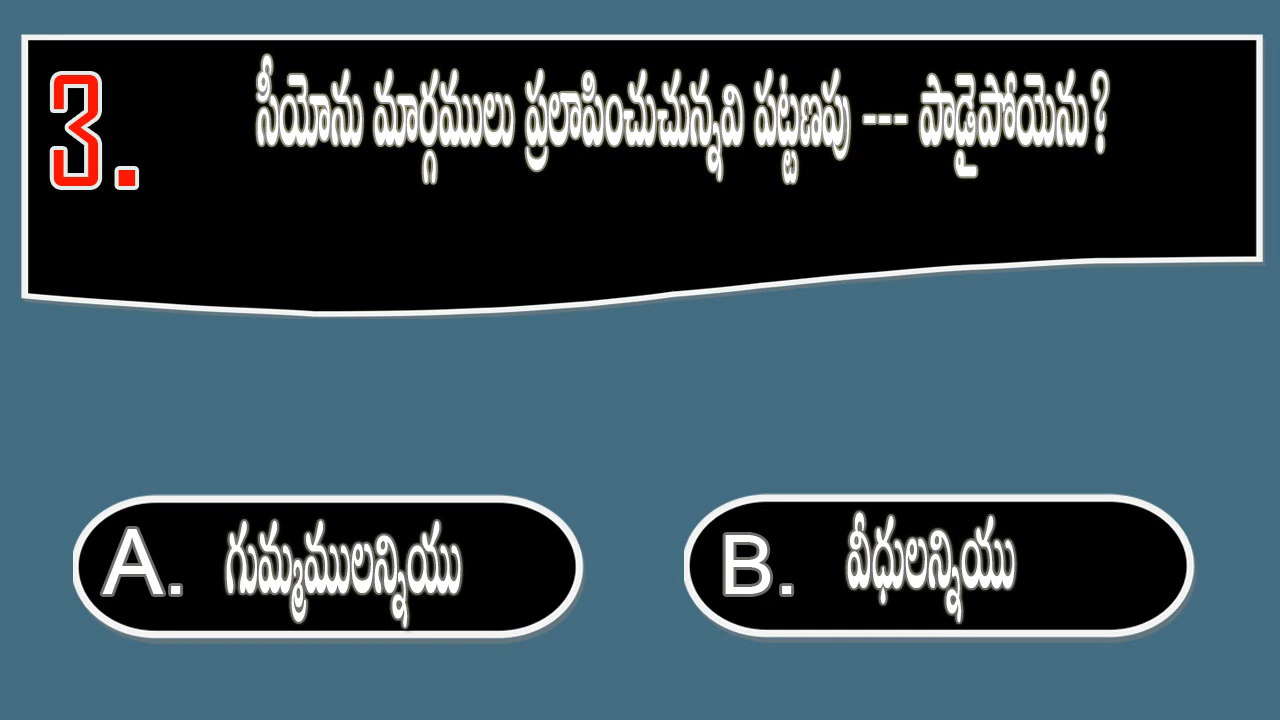 3. సీయోను మార్గములు ప్రలాపించుచున్నవి పట్టణపు --- పాడైపోయెను?
A. గుమ్మములన్నియు
B. వీధులన్నియు